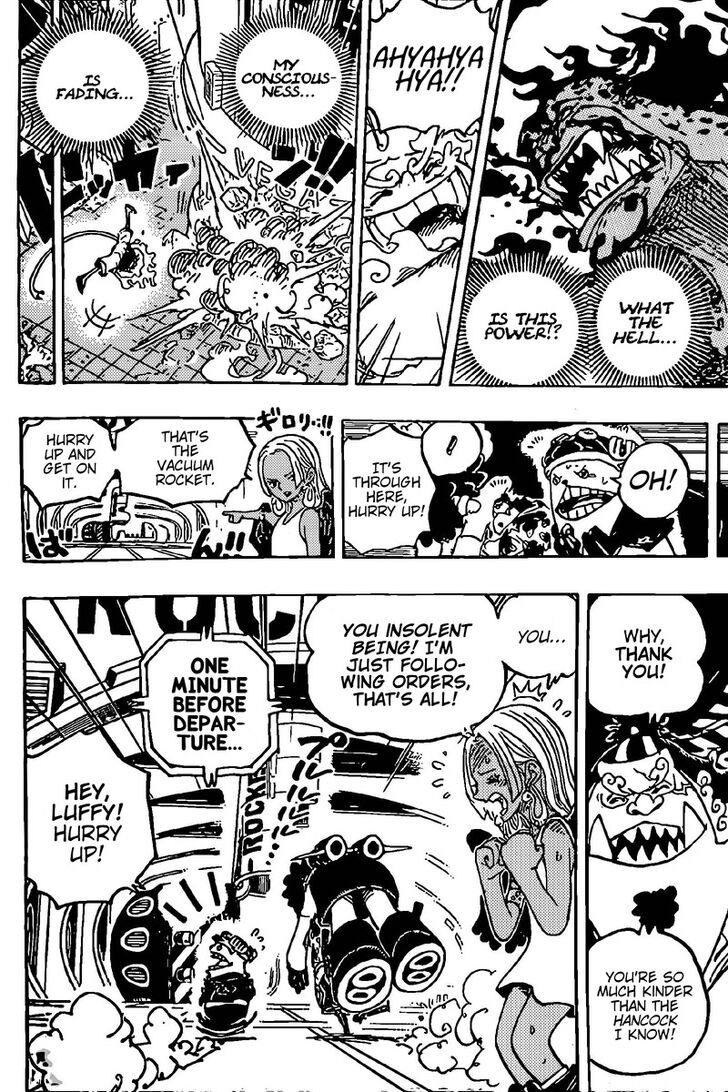 WHAT
THE
HELL...
IS THIS
POWER!?
AHYAHYA
HYA!!
MY
CONSCIOUS-
NESS...
IS
FADING...
VEGA
OH!
IT'S
THROUGH
HERE,
HURRY UP!
ギロリ…!!
THAT'S
THE
VACUUM
ROCKET.
HURRY
UP AND
GET ON
IT.
ばんっ
WHY,
THANK
YOU!
YOU'RE SO
MUCH KINDER
THAN THE
HANCOCK
I KNOW!
YOU...
YOU INSOLENT
BEING! I'M
JUST FOLLO-
WING ORDERS,
THAT'S ALL!
ONE
MINUTE
BEFORE
DEPAR-
TURE...
HEY,
LUFFY!
HURRY
UP!